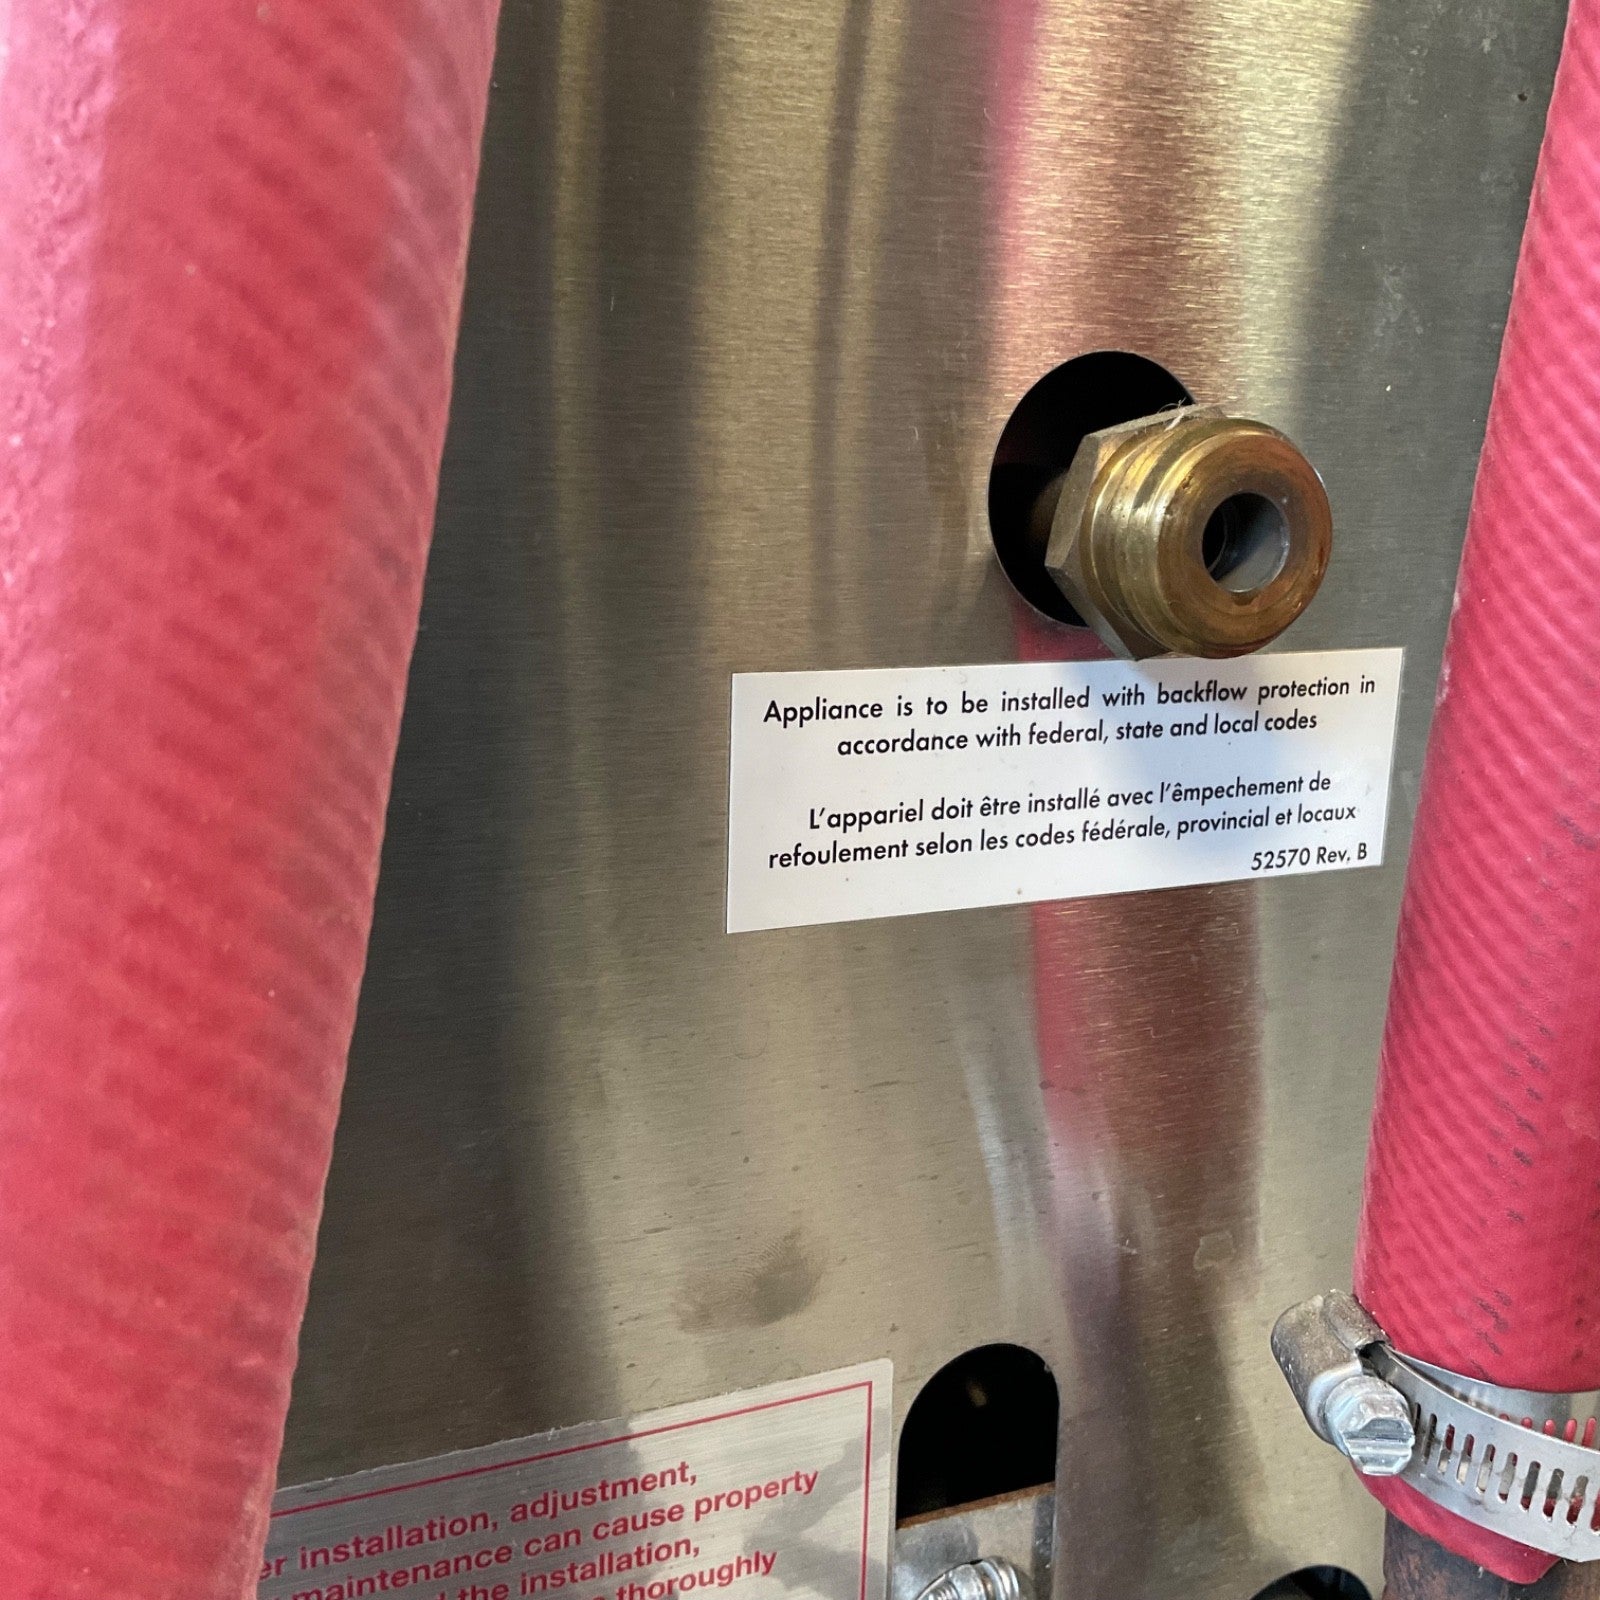 Appliance is to be installed with backflow protection in
accordance with federal, state and local codes
L'appariel doit être installé avec l'êmpechement de
refoulement selon les codes fédérale, provincial et locaux
52570 Rev. B
installation, adjustment,
maintenance can cause property
the installation,
thoroughly